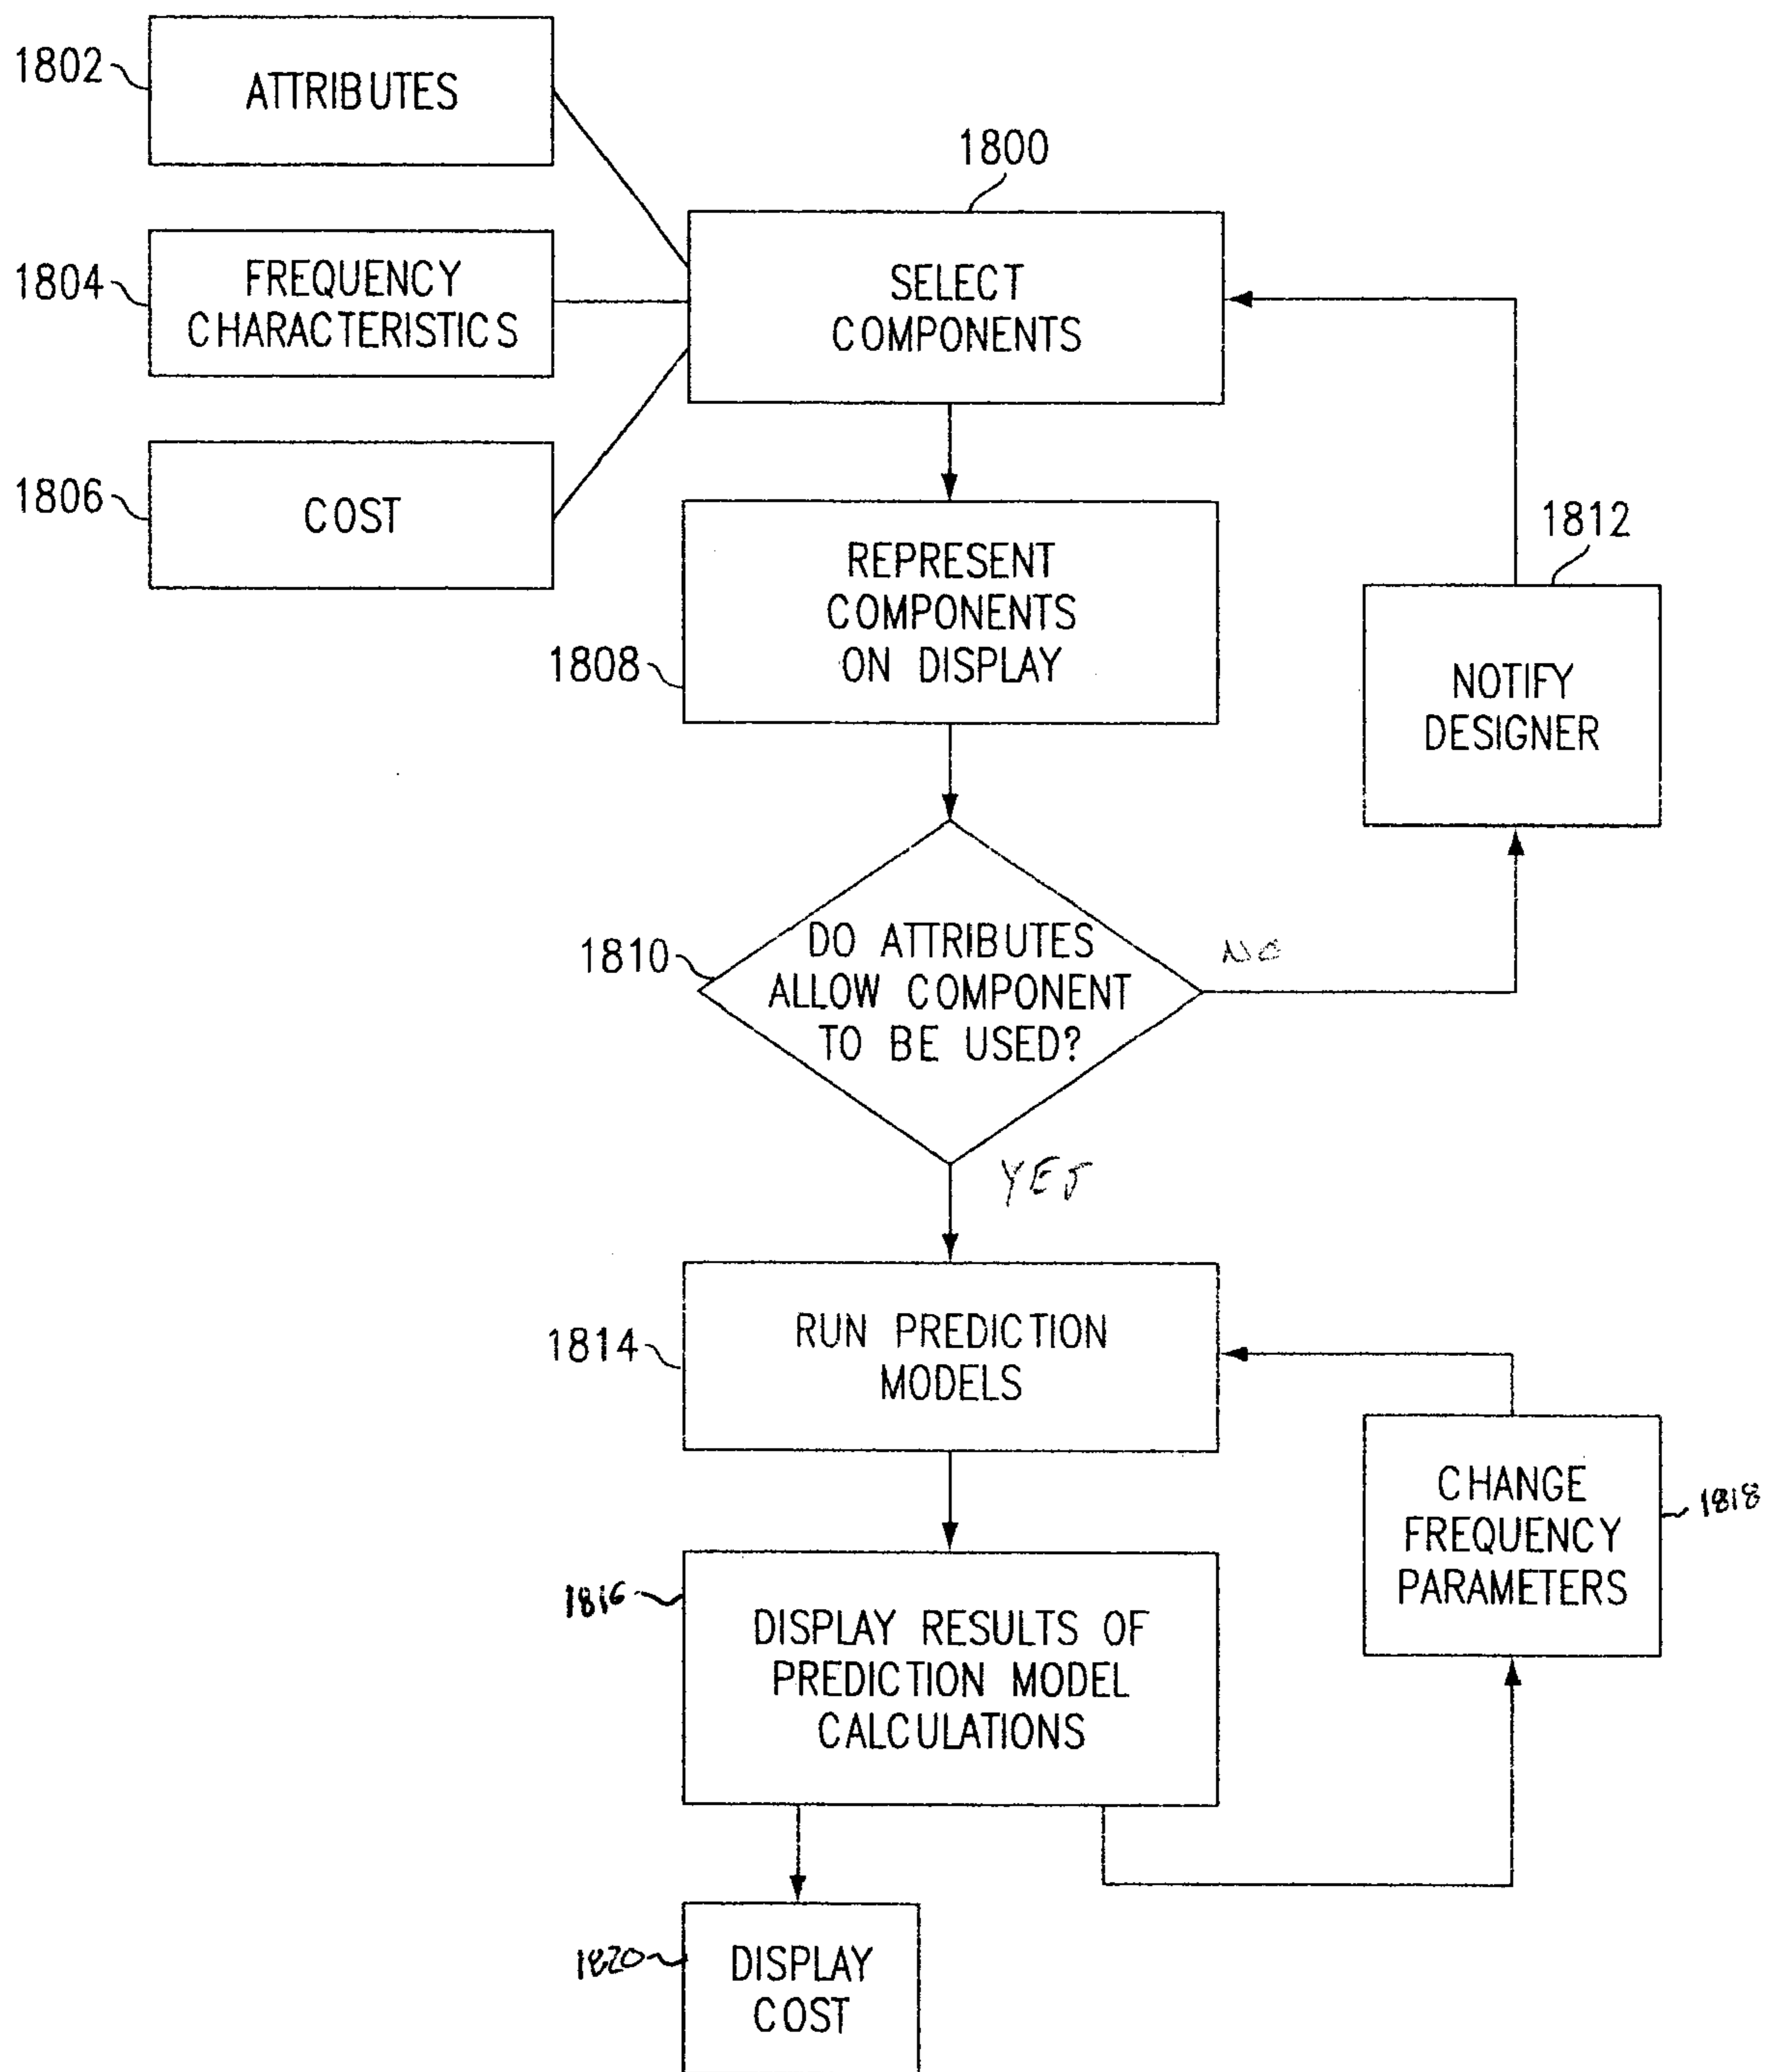 1802
ATTRIBUTES
1800
1804
FREQUENCY
CHARACTERISTICS
SELECT
COMPONENTS
1806
COST
1812
REPRESENT
COMPONENTS
ON DISPLAY
1808
NOTIFY
DESIGNER
1810
DO ATTRIBUTES
ALLOW COMPONENT
TO BE USED?
NO
YES
1814
RUN PREDICTION
MODELS
CHANGE
FREQUENCY
PARAMETERS
1818
1816
DISPLAY RESULTS OF
PREDICTION MODEL
CALCULATIONS
1820
DISPLAY
COST